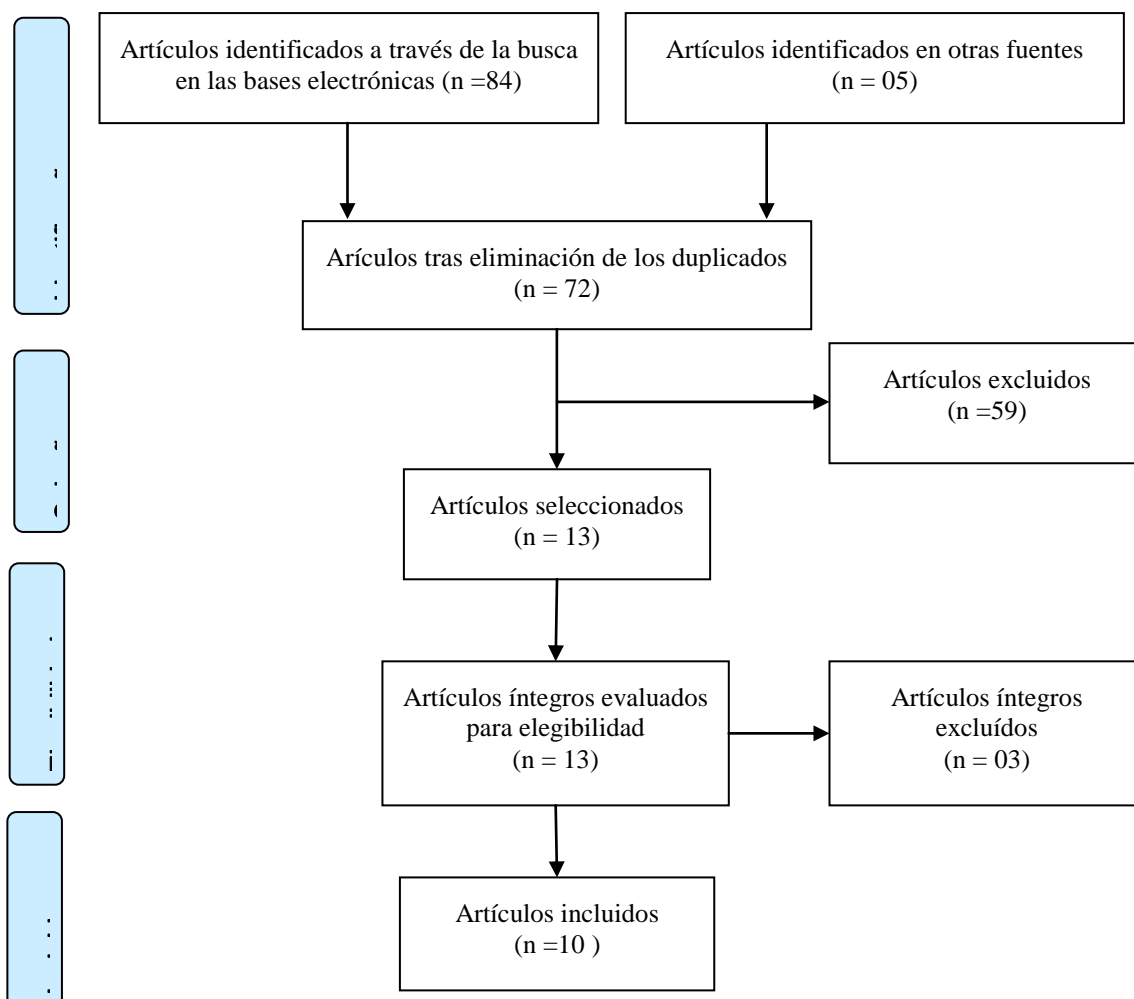 Artículos identificados a través de la busca
en las bases electrónicas (n =84)
Artículos identificados en otras fuentes
(n = 05)
Arículos tras eliminación de los duplicados
(n = 72)
Artículos excluidos
(n =59)
Artículos seleccionados
(n = 13)
Artículos íntegros evaluados
para elegibilidad
(n = 13)
Artículos íntegros
excluídos
(n = 03)
Artículos incluidos
(n =10 )